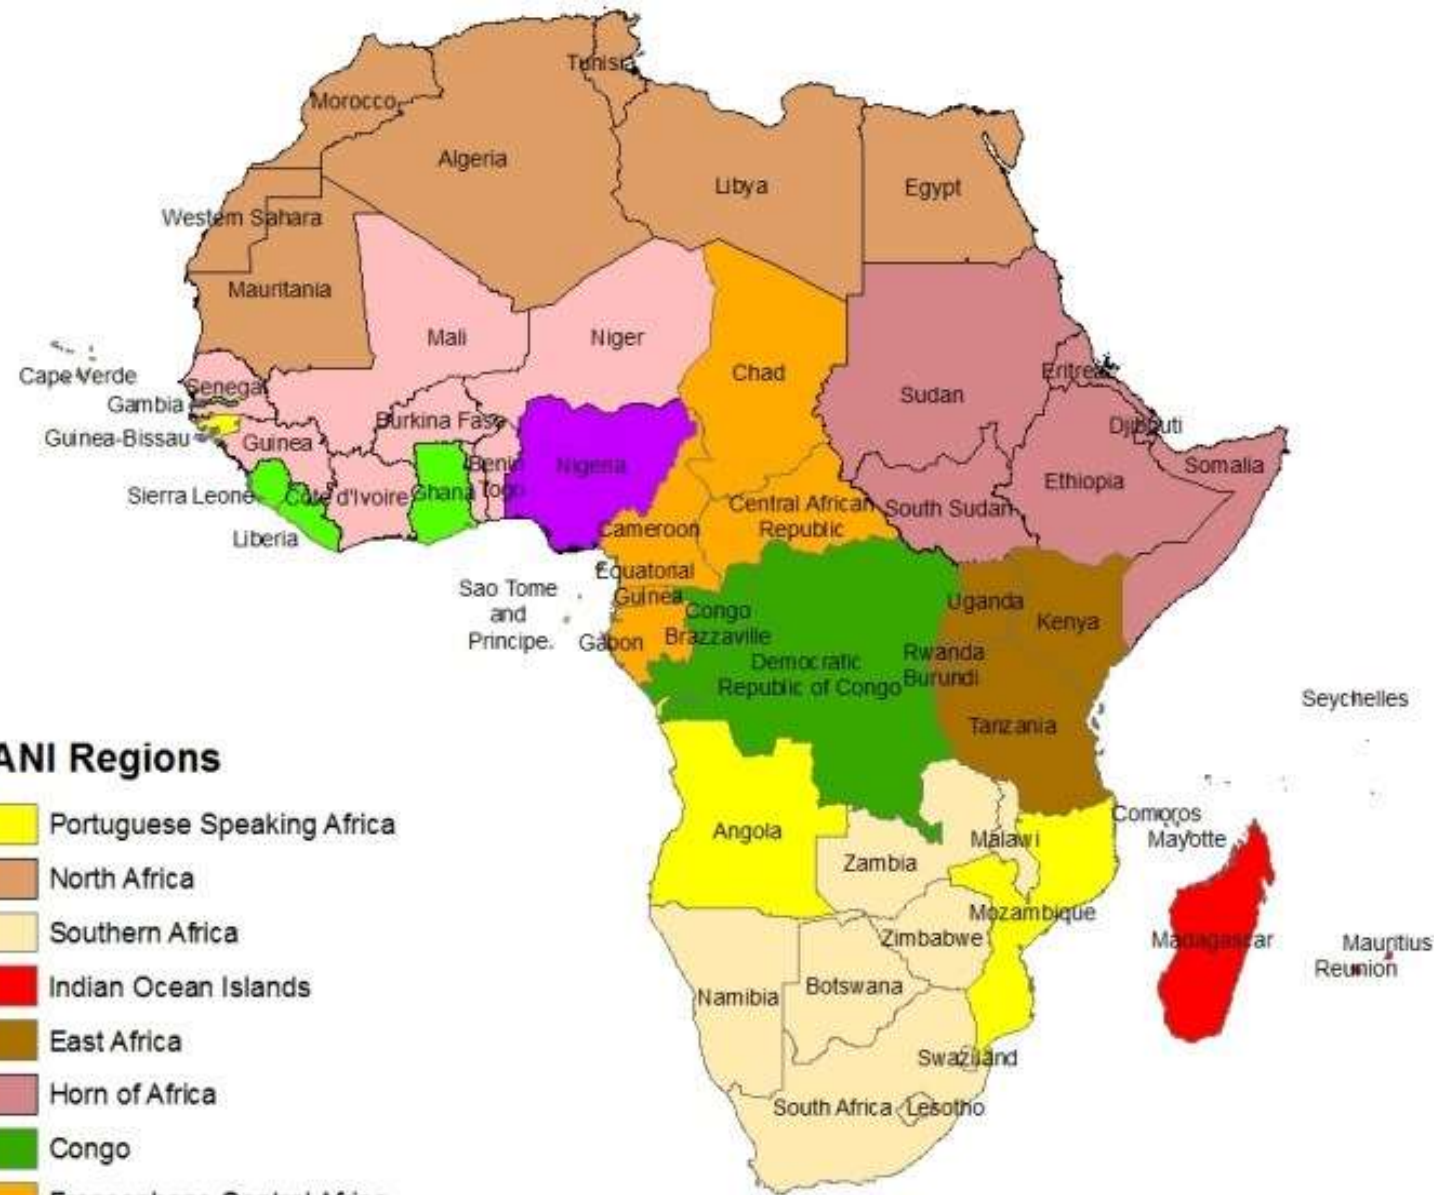 Tunisia
Morocco
Algeria
Libya
Egypt
Western Sahara
Mauritania
Mali
Niger
Chad
Sudan
Eritrea
Cape Verde
Senegal
Gambia
Guinea-Bissau
Guinea
Burkina Faso
Djibouti
Benin
Togo
Nigeria
Somalia
Ethiopia
Sierra Leone
Cote d'Ivoire
Ghana
Central African
Republic
South Sudan
Liberia
Cameroon
Equatorial
Guinea
Sao Tome
and
Principe.
Gabon
Congo
Brazzaville
Uganda
Kenya
Democratic
Republic of Congo
Rwanda
Burundi
Tanzania
Seychelles
Angola
Zambia
Malawi
Comoros
Mayotte
Mozambique
Zimbabwe
Madagascar
Mauritius
Reunion
Namibia
Botswana
Swaziland
South Africa
Lesotho
ANI Regions
Portuguese Speaking Africa
North Africa
Southern Africa
Indian Ocean Islands
East Africa
Horn of Africa
Congo